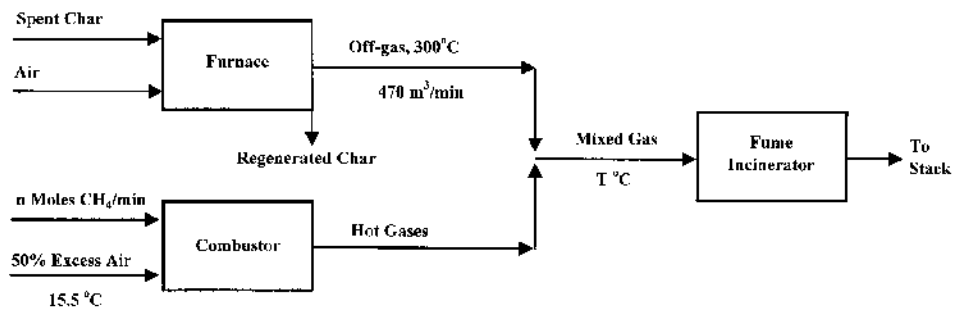 Spent Char
Air
Furnace
Off-gas, 300°C
470 m³/min
Regenerated Char
n Moles CH₄/min
50% Excess Air
15.5 °C
Combustor
Hot Gases
Mixed Gas
T °C
Fume
Incinerator
To
Stack